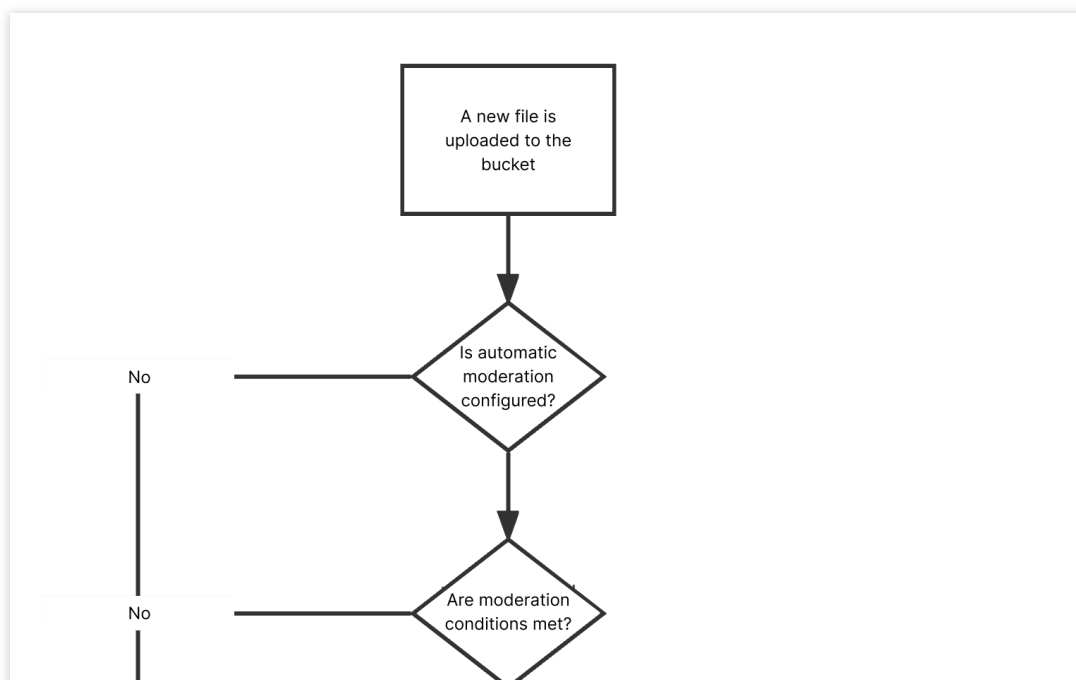 A new file is
uploaded to the
bucket
Is automatic
moderation
configured?
No
Are moderation
conditions met?
No